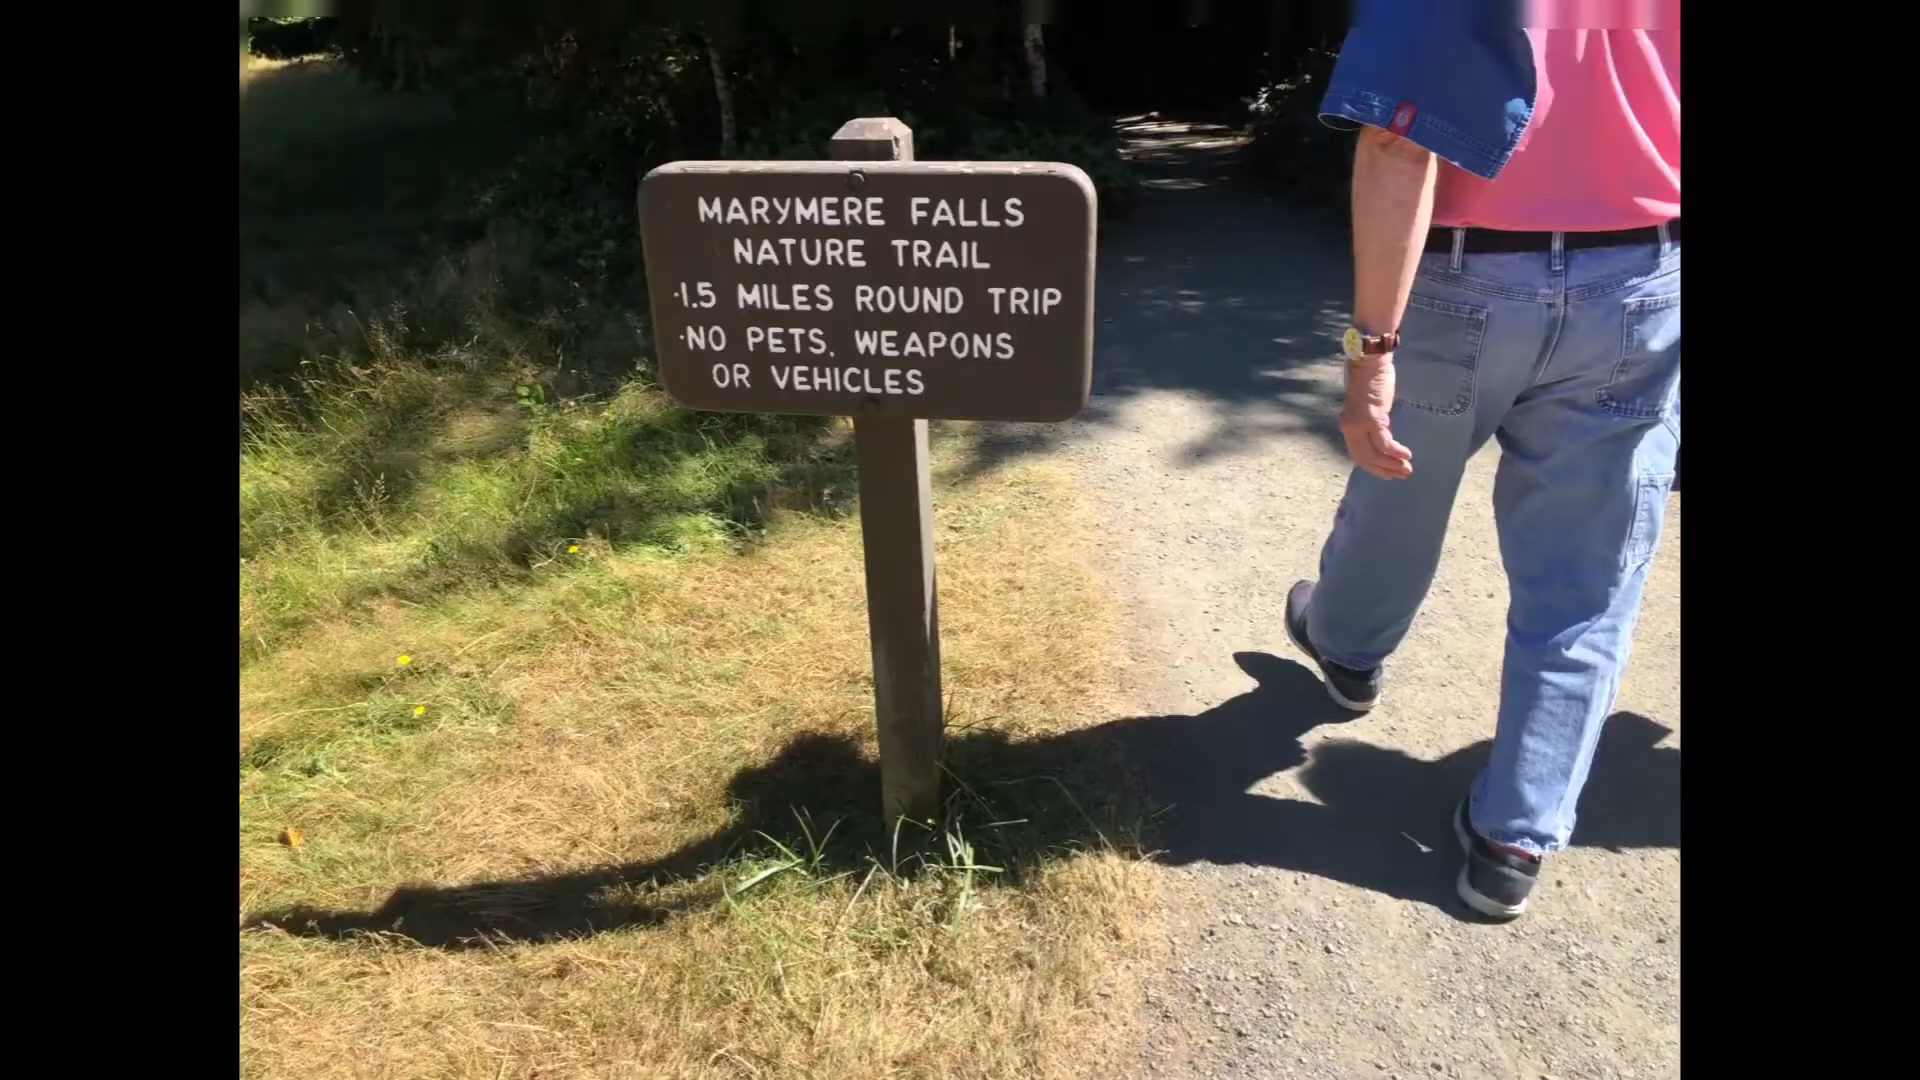 MARYMERE FALLS
NATURE TRAIL
·1.5 MILES ROUND TRIP
·NO PETS, WEAPONS
OR VEHICLES